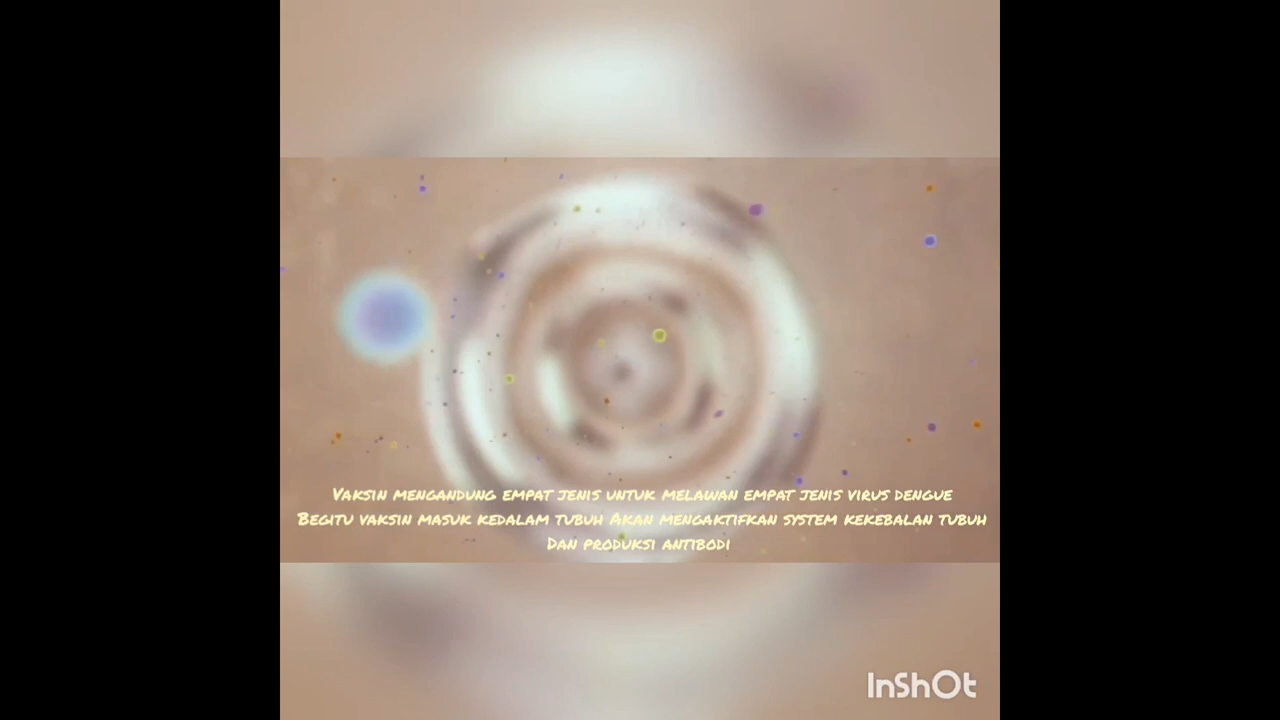 Vaksin mengandung empat jenis untuk melawan empat jenis virus dengue
Begitu vaksin masuk kedalam tubuh Akan mengaktifkan system kekebalan tubuh
Dan produksi antibodi
InShOt